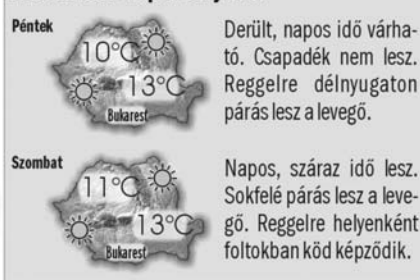 Péntek
10°C
13°C
Bukarest
Derült, napos idő várha-
tó. Csapadék nem lesz.
Reggelre délnyugaton
párás lesz a levegő.
Szombat
11°C
13°C
Bukarest
Napos, száraz idő lesz.
Sokfelé párás lesz a leve-
gő. Reggelre helyenként
foltokban köd képződik.